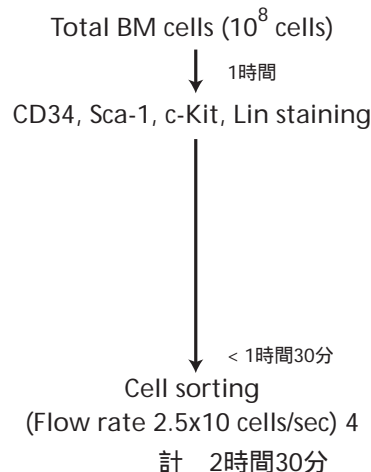 Total BM cells (10⁸ cells)
1時間
CD34, Sca-1, c-Kit, Lin staining
< 1時間30分
Cell sorting
(Flow rate 2.5x10 cells/sec) 4
計　2時間30分